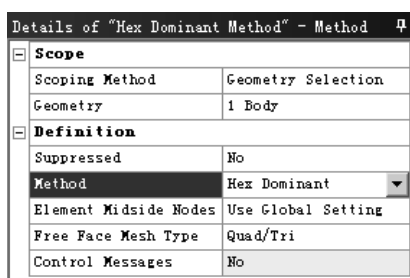 Details of "Hex Dominant Method" - Method
Scope
Scoping Method Geometry Selection
Geometry 1 Body
Definition
Suppressed No
Method Hex Dominant
Element Midside Nodes Use Global Setting
Free Face Mesh Type Quad/Tri
Control Messages No